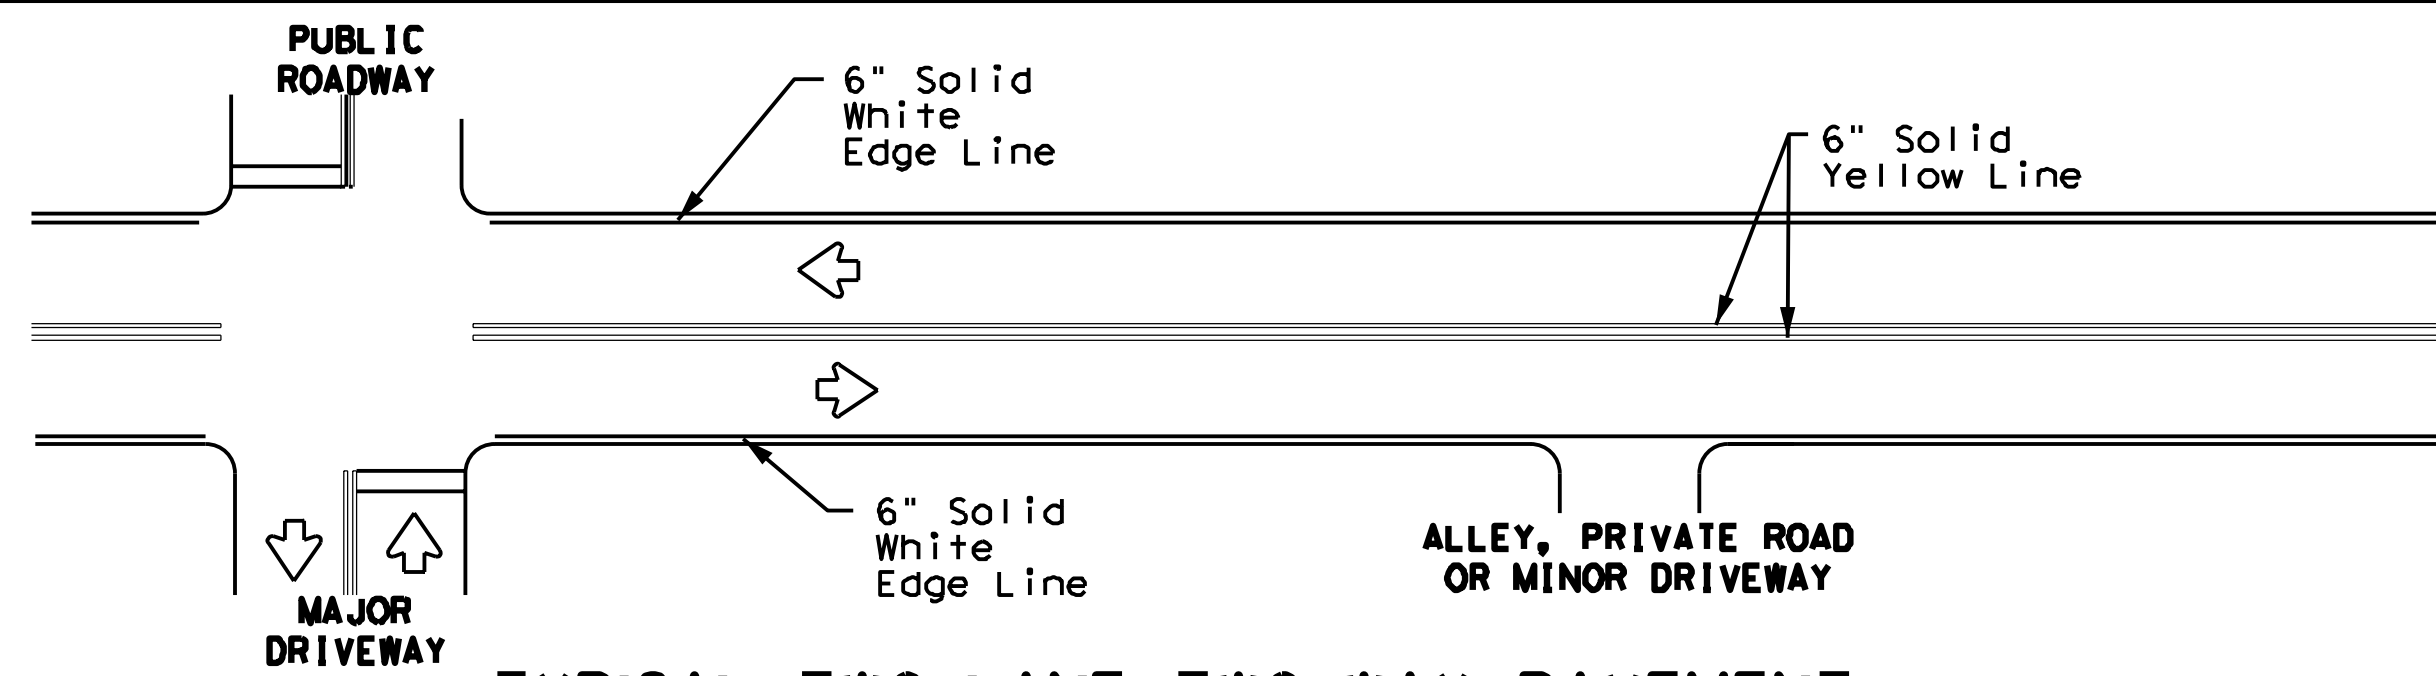 PUBLIC
ROADWAY
6" Solid
White
Edge Line
6" Solid
Yellow Line
6" Solid
White
Edge Line
ALLEY, PRIVATE ROAD
OR MINOR DRIVEWAY
MAJOR
DRIVEWAY